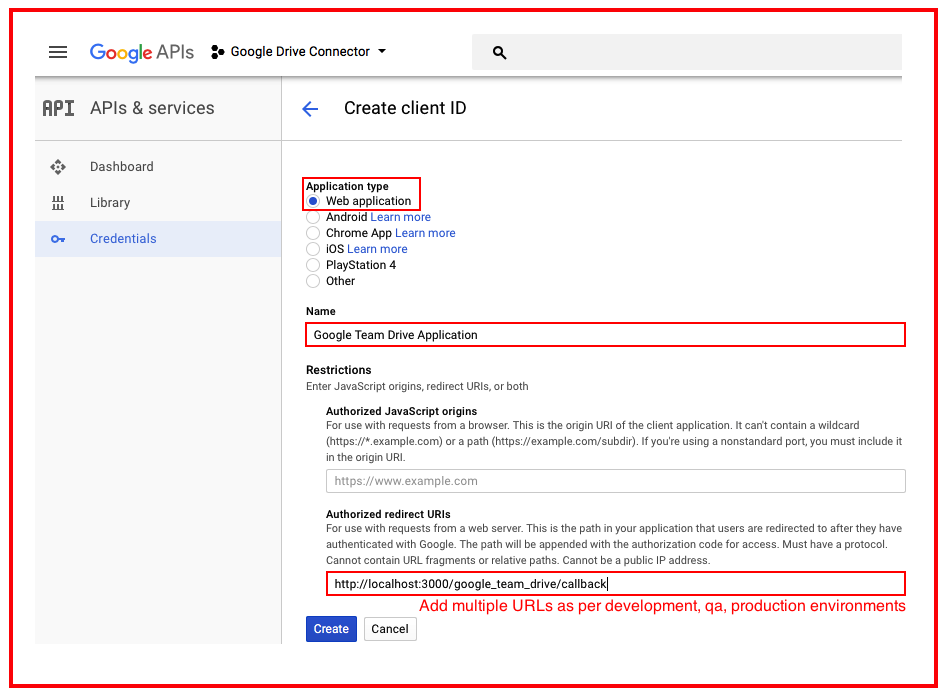 Google APIs
Google Drive Connector
API
APIs & services
Create client ID
Dashboard
Library
Credentials
Application type
Web application
Android Learn more
Chrome App Learn more
iOS Learn more
PlayStation 4
Other
Name
Google Team Drive Application
Restrictions
Enter JavaScript origins, redirect URIs, or both
Authorized JavaScript origins
For use with requests from a browser. This is the origin URI of the client application. It can't contain a wildcard
(https://*.example.com) or a path (https://example.com/subdir). If you're using a nonstandard port, you must include it
in the origin URI.
https://www.example.com
Authorized redirect URIs
For use with requests from a web server. This is the path in your application that users are redirected to after they have
authenticated with Google. The path will be appended with the authorization code for access. Must have a protocol.
Cannot contain URL fragments or relative paths. Cannot be a public IP address.
http://localhost:3000/google_team_drive/callback
Add multiple URLs as per development, qa, production environments
Create
Cancel